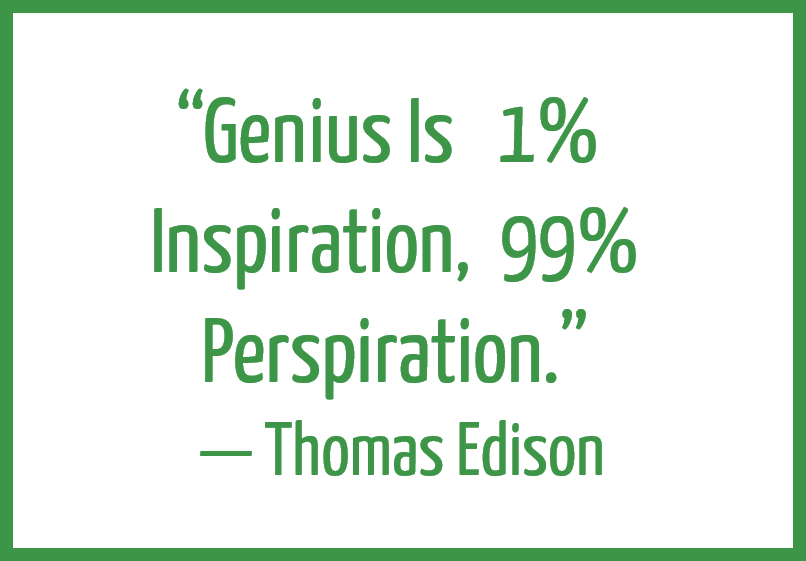 “Genius Is 1%
Inspiration, 99%
Perspiration.”
— Thomas Edison